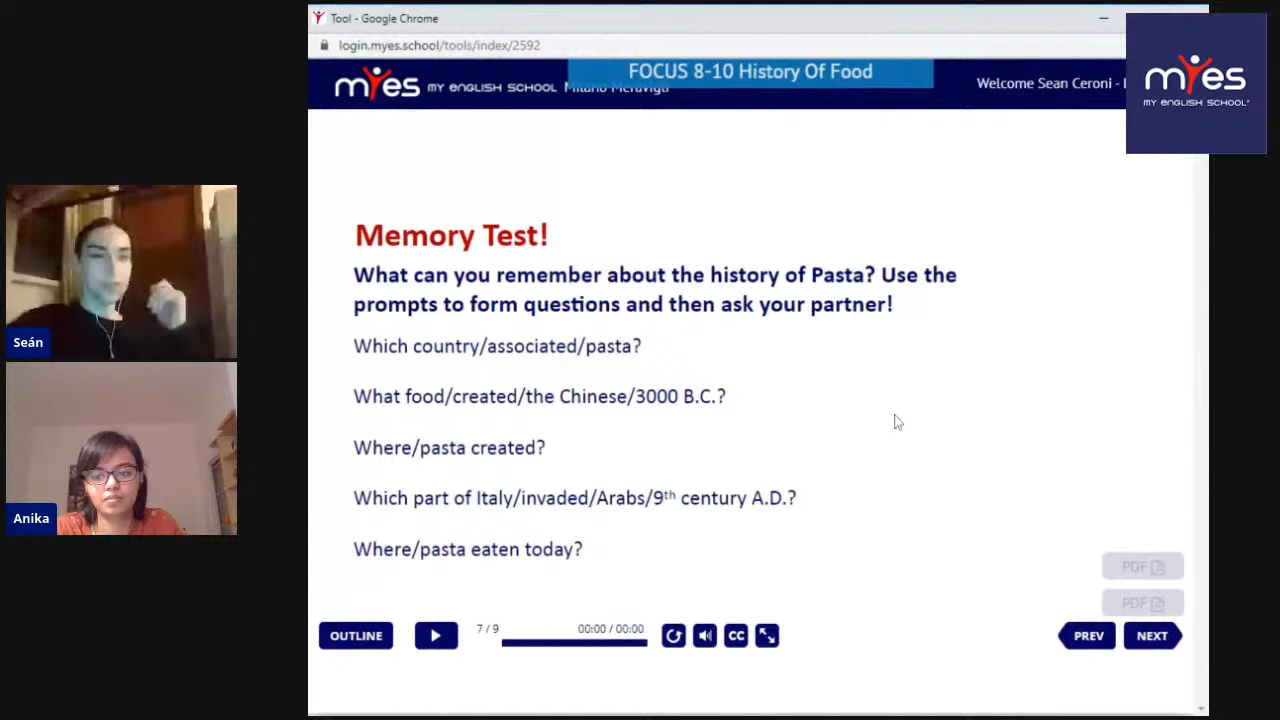 Tool - Google Chrome
login.myes.school/tools/index/2592
FOCUS 8-10 History Of Food
myes MY ENGLISH SCHOOL Milano Meravigli
Welcome Sean Ceroni -
myes
MY ENGLISH SCHOOL
Memory Test!
What can you remember about the history of Pasta? Use the
prompts to form questions and then ask your partner!
Which country/associated/pasta?
What food/created/the Chinese/3000 B.C.?
Where/pasta created?
Which part of Italy/invaded/Arabs/9th century A.D.?
Where/pasta eaten today?
Seán
Anika
PDF
PDF
OUTLINE
7 / 9
00:00 / 00:00
CC
PREV
NEXT